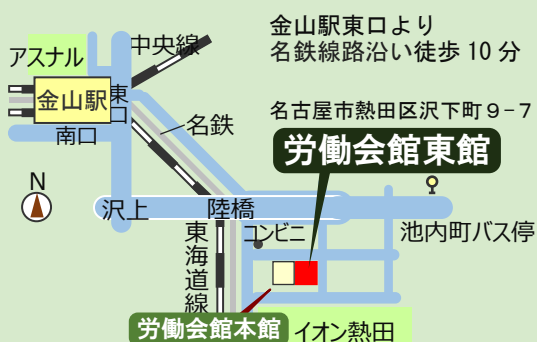 金山駅東口より
名鉄線路沿い徒歩10分
名古屋市熱田区沢下町9-7
労働会館東館
アスナル
中央線
金山駅
東口
南口
名鉄
N
沢上
陸橋
東海道線
コンビニ
池内町バス停
労働会館本館
イオン熱田